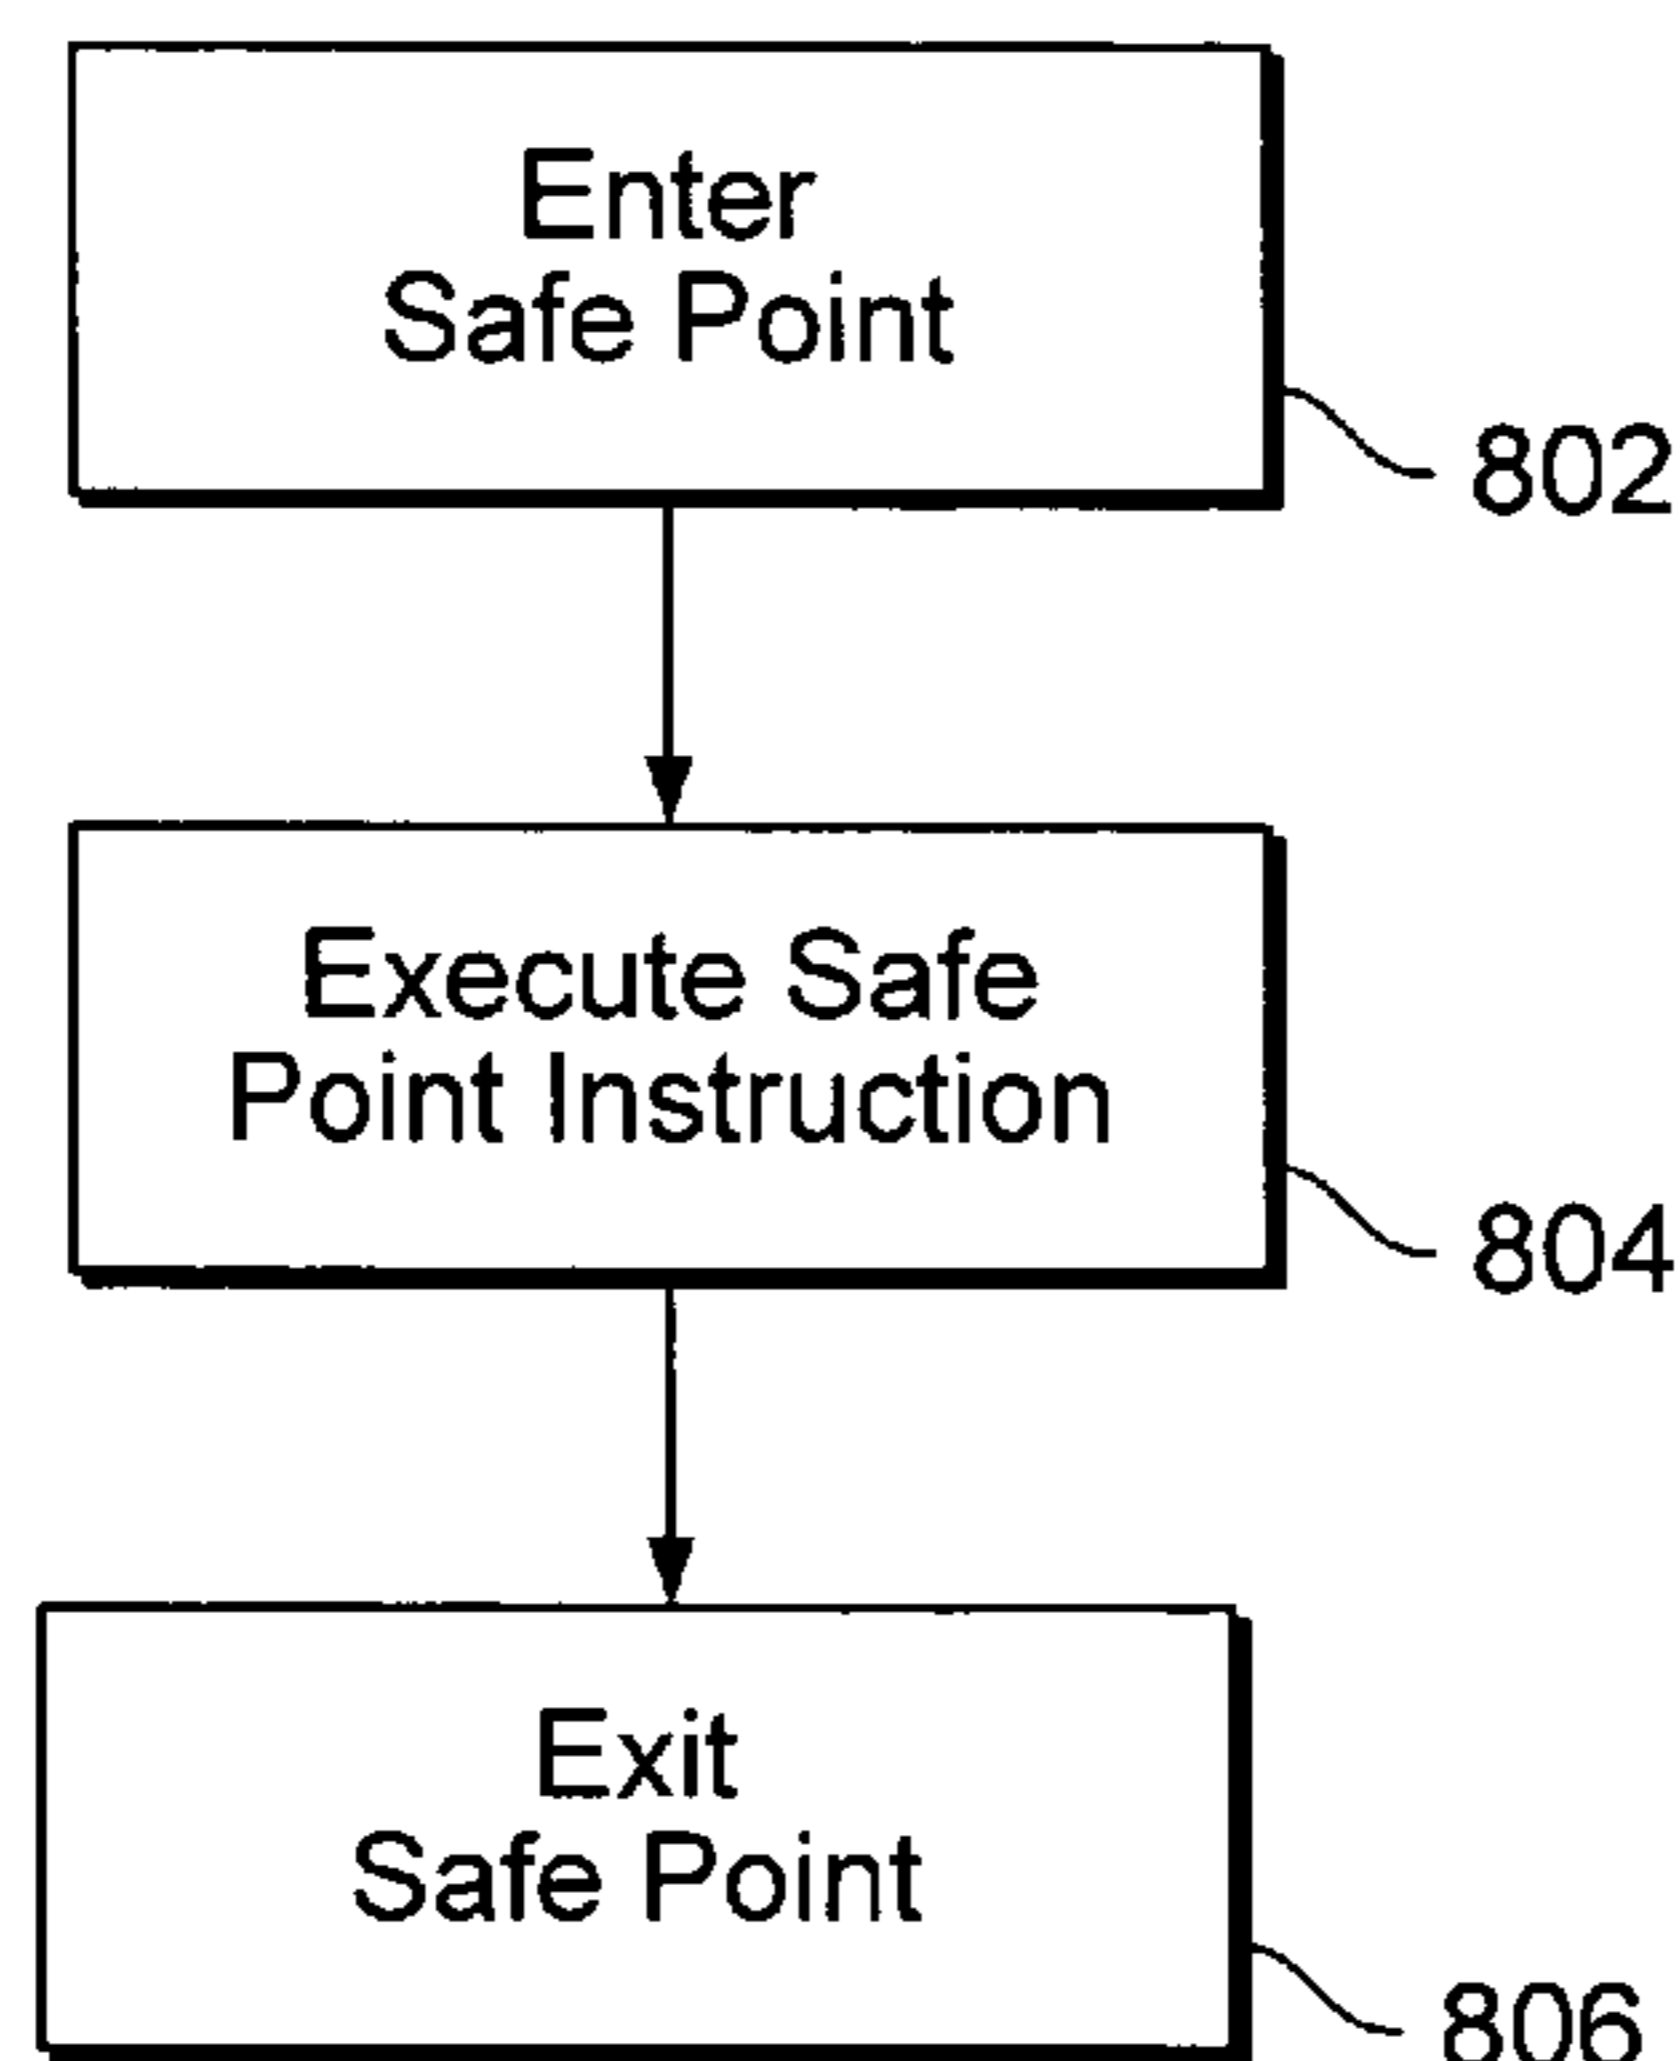 Enter
Safe Point
802
Execute Safe
Point Instruction
804
Exit
Safe Point
806